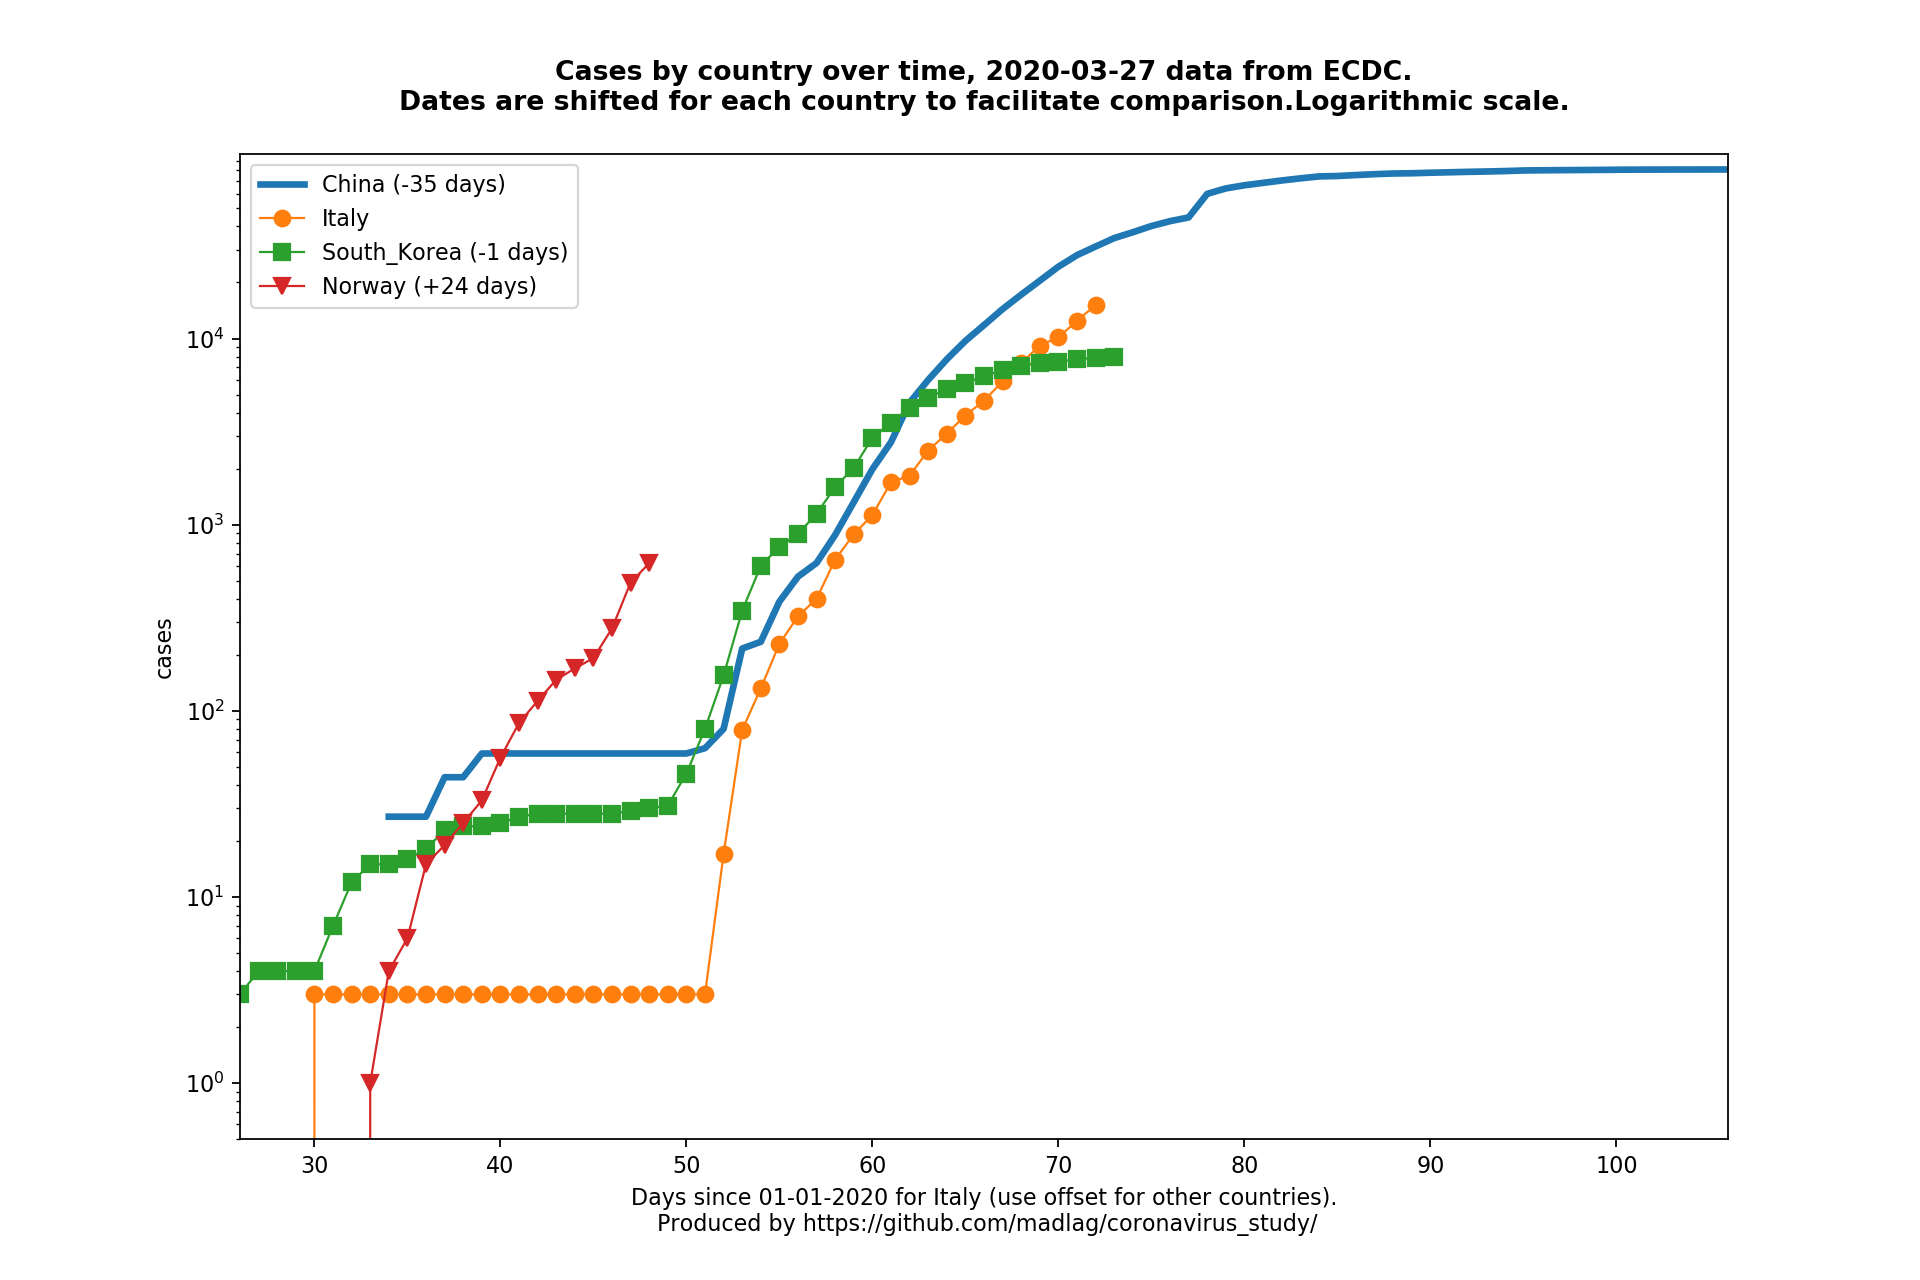 Cases by country over time, 2020-03-27 data from ECDC.
Dates are shifted for each country to facilitate comparison.Logarithmic scale.
China (-35 days)
Italy
South_Korea (-1 days)
Norway (+24 days)
10⁴
10³
10²
10¹
10⁰
cases
30 40 50 60 70 80 90 100
Days since 01-01-2020 for Italy (use offset for other countries).
Produced by https://github.com/madlag/coronavirus_study/